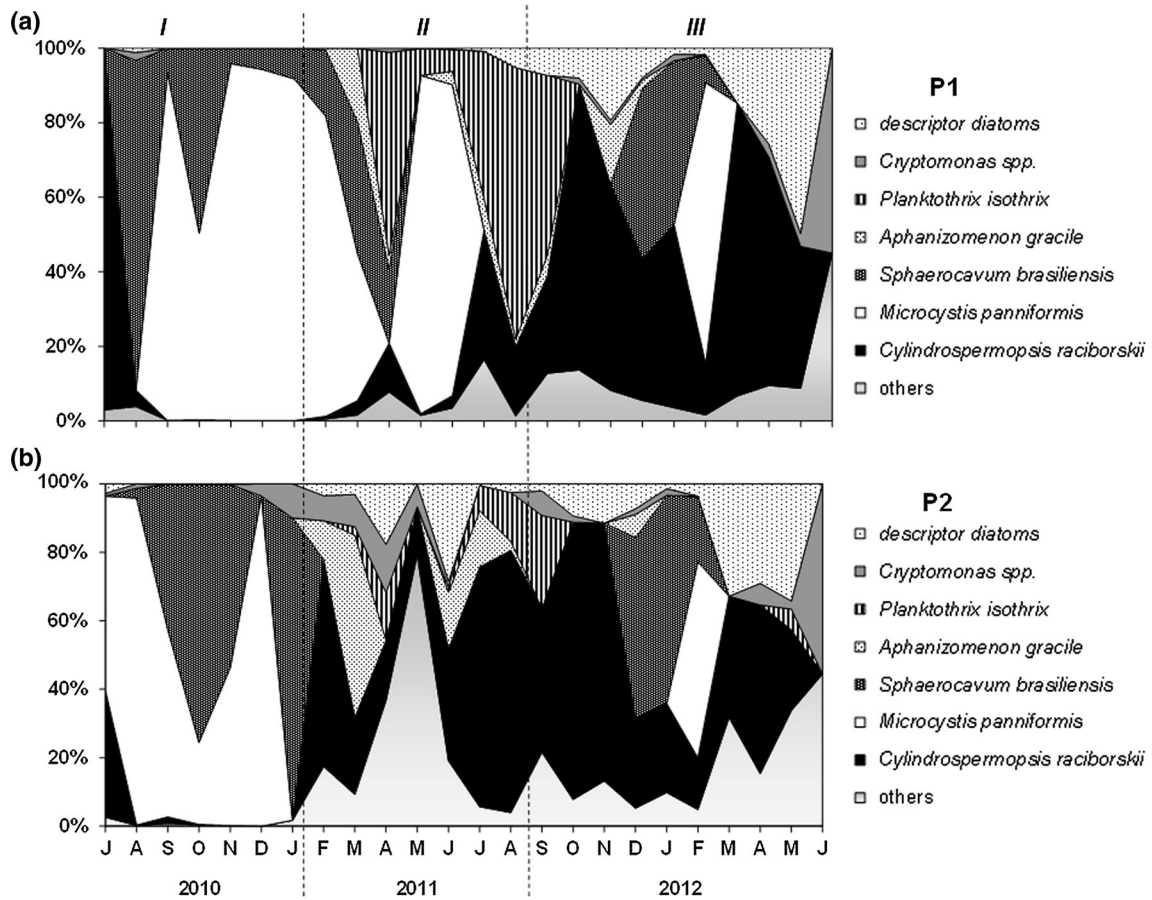 (a) I II III
100%
80%
60%
40%
20%
0%
P1
descriptor diatoms
Cryptomonas spp.
Planktothrix isothrix
Aphanizomenon gracile
Sphaerocavum brasiliensis
Microcystis panniformis
Cylindrospermopsis raciborskii
others
(b)
100%
80%
60%
40%
20%
0%
P2
descriptor diatoms
Cryptomonas spp.
Planktothrix isothrix
Aphanizomenon gracile
Sphaerocavum brasiliensis
Microcystis panniformis
Cylindrospermopsis raciborskii
others
J A S O N D J F M A M J J A S O N D J F M A M J
2010 2011 2012